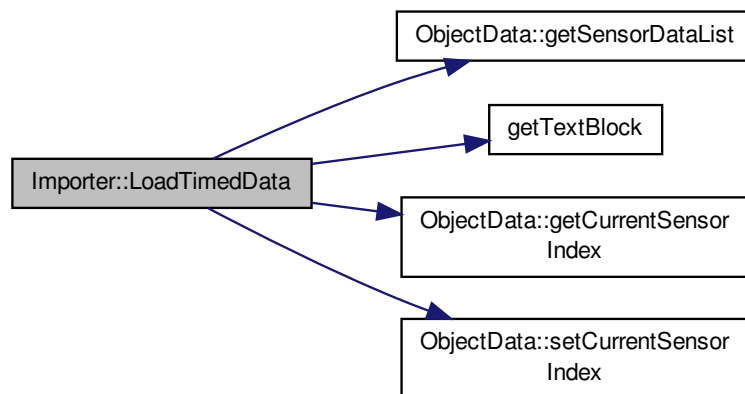 ObjectData::getSensorDataList
getTextBlock
Importer::LoadTimedData
ObjectData::getCurrentSensor
Index
ObjectData::setCurrentSensor
Index